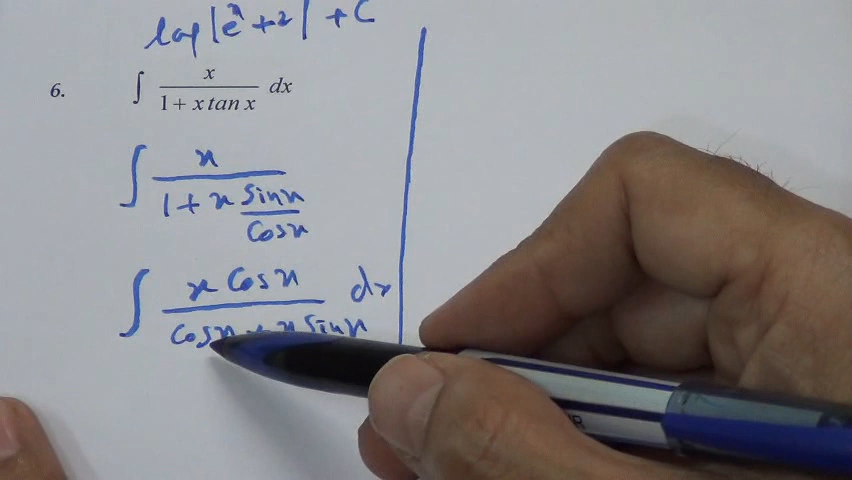 log |eˣ + 2| + C
6. ∫ x / (1 + x tan x) dx
∫ x / (1 + x sinx / cosx)
∫ x cosx / (cosx + x sinx) dx